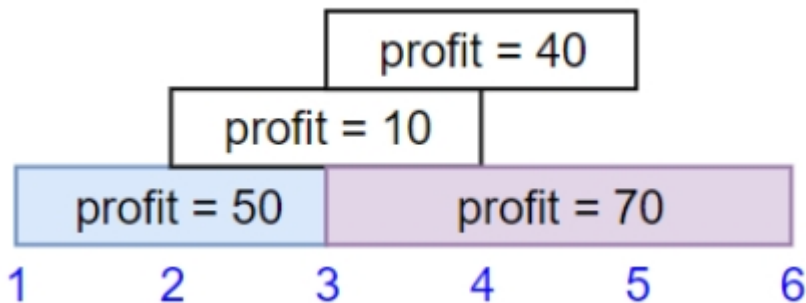 profit = 40
profit = 10
profit = 50 profit = 70
1 2 3 4 5 6